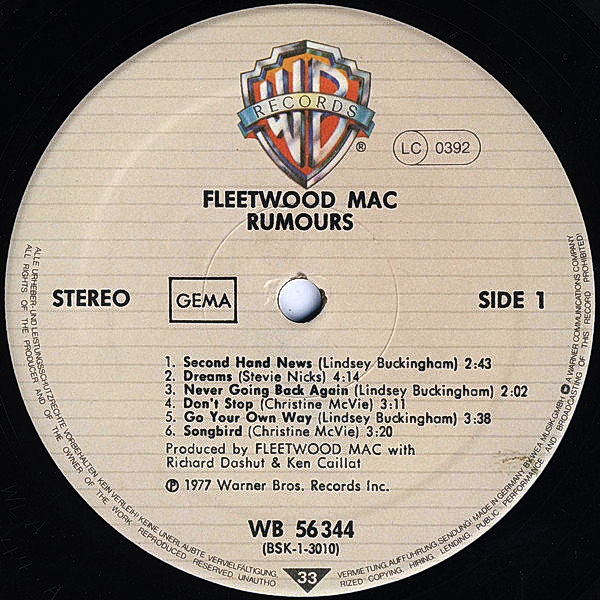 WB
RECORDS
®
LC 0392
FLEETWOOD MAC
RUMOURS
STEREO
GEMA
SIDE 1
1. Second Hand News (Lindsey Buckingham) 2:43
2. Dreams (Stevie Nicks) 4:14
3. Never Going Back Again (Lindsey Buckingham) 2:02
4. Don't Stop (Christine McVie) 3:11
5. Go Your Own Way (Lindsey Buckingham) 3:38
6. Songbird (Christine McVie) 3:20
Produced by FLEETWOOD MAC with
Richard Dashut & Ken Caillat
℗ 1977 Warner Bros. Records Inc.
WB 56 344
(BSK-1-3010)
33
ALLE URHEBER- UND LEISTUNGSSCHUTZRECHTE VORBEHALTEN. KEIN VERLEIH! KEINE UNERLAUBTE VERVIELFÄLTIGUNG, VERMIETUNG, AUFFÜHRUNG, SENDUNG! MADE IN GERMANY BY WEA MUSIK GMBH A WARNER COMMUNICATIONS COMPANY.
ALL RIGHTS OF THE PRODUCER AND OF THE OWNER OF THE WORK REPRODUCED RESERVED. UNAUTHORIZED COPYING, HIRING, LENDING, PUBLIC PERFORMANCE AND BROADCASTING OF THIS RECORD PROHIBITED!